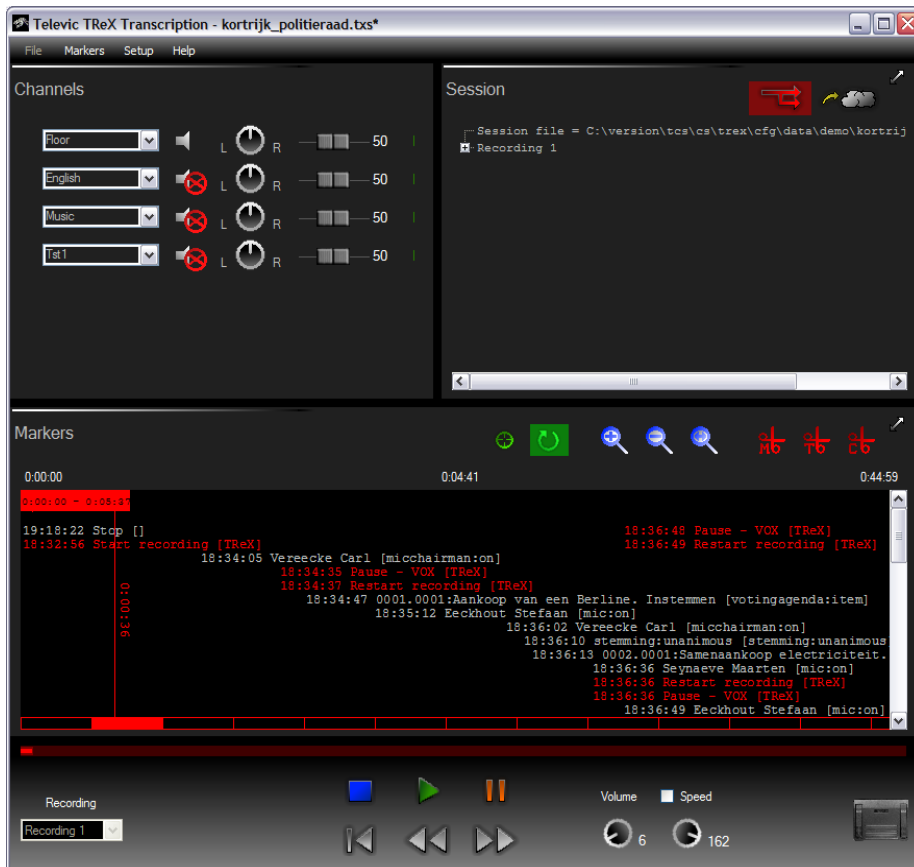 Televic TReX Transcription - kortrijk_politieraad.txs*
File Markers Setup Help
Channels
Floor L R 50
English L R 50
Music L R 50
Tst1 L R 50
Session
Session file = C:\version\tcs\cs\trex\cfg\data\demo\kortrij
Recording 1
Markers
M T C
0:00:00 0:04:41 0:44:59
0:00:00 - 0:05:37
19:18:22 Stop [] 18:36:48 Pause - VOX [TReX]
18:32:56 Start recording [TReX] 18:36:49 Restart recording [TReX]
18:34:05 Vereecke Carl [micchairman:on]
18:34:35 Pause - VOX [TReX]
18:34:37 Restart recording [TReX]
0:00:36
18:34:47 0001.0001:Aankoop van een Berline. Instemmen [votingagenda:item]
18:35:12 Eeckhout Stefaan [mic:on]
18:36:02 Vereecke Carl [micchairman:on]
18:36:10 stemming:unanimous [stemming:unanimous
18:36:13 0002.0001:Samenaankoop electriciteit.
18:36:36 Seynaeve Maarten [mic:on]
18:36:36 Restart recording [TReX]
18:36:36 Pause - VOX [TReX]
18:36:49 Eeckhout Stefaan [mic:on]
Recording
Recording 1
Volume Speed
6 162